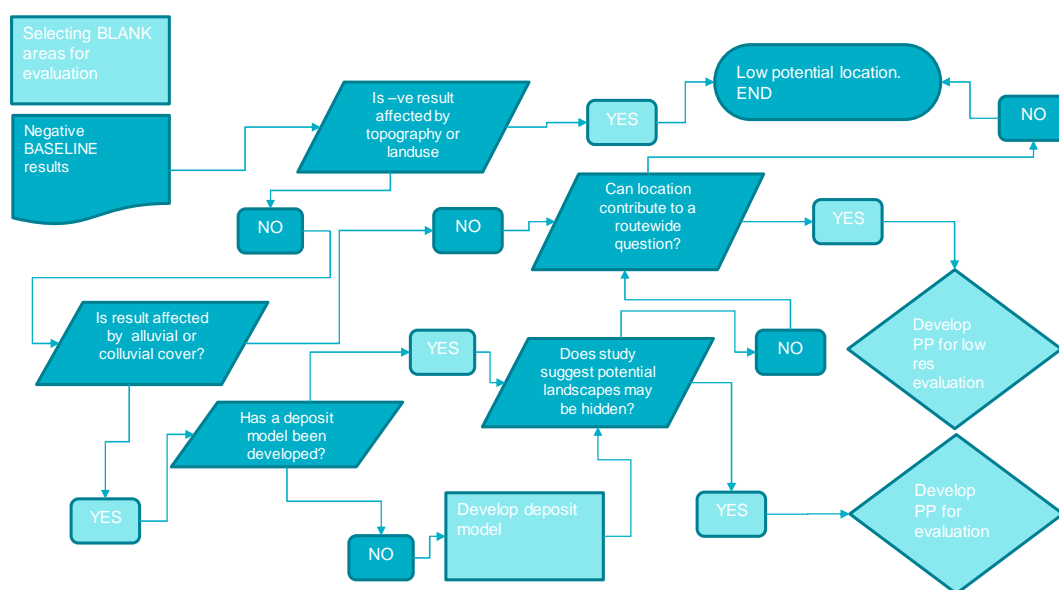 Selecting BLANK
areas for
evaluation
Negative
BASELINE
results
Is –ve result
affected by
topography or
landuse
YES
Low potential location.
END
NO
NO
NO
Can location
contribute to a
routewide
question?
YES
Is result affected
by alluvial or
colluvial cover?
YES
Does study
suggest potential
landscapes may
be hidden?
NO
Develop
PP for low
res
evaluation
Has a deposit
model been
developed?
YES
NO
Develop deposit
model
YES
Develop
PP for
evaluation